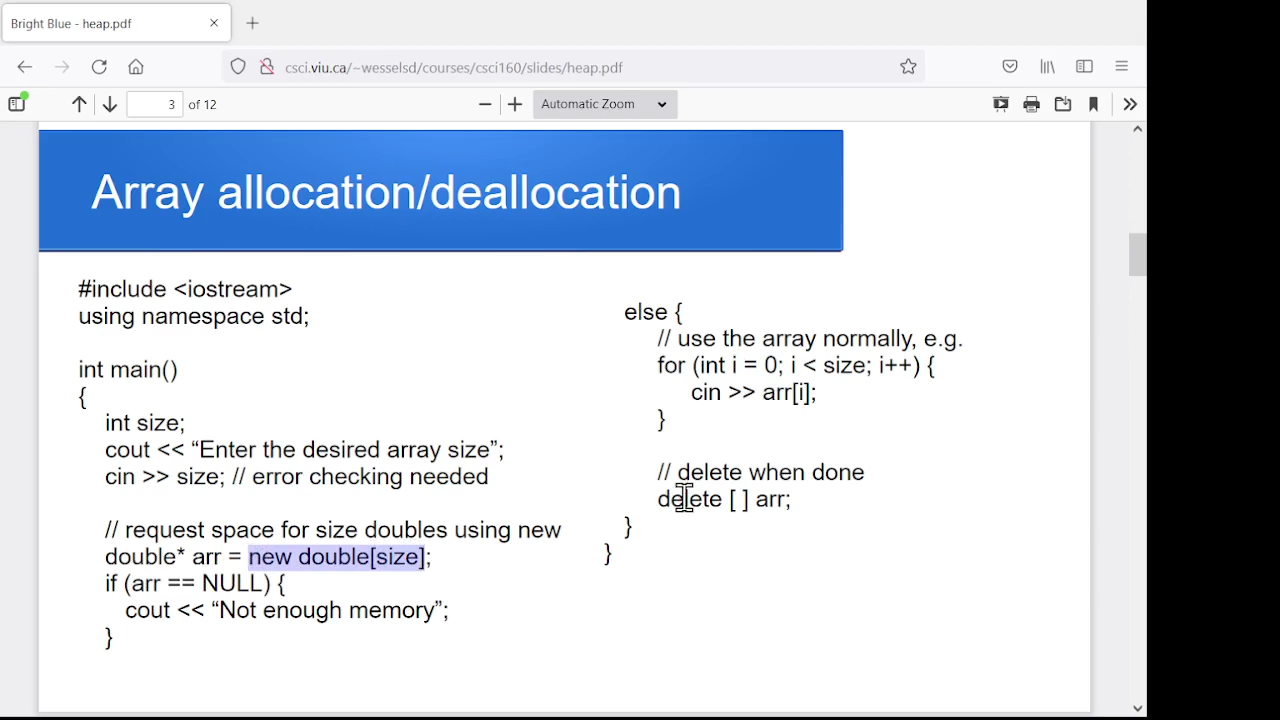 Bright Blue - heap.pdf
csci.viu.ca/~wesselsd/courses/csci160/slides/heap.pdf
3 of 12
Automatic Zoom
Array allocation/deallocation
#include <iostream>
using namespace std;
int main()
{
int size;
cout << “Enter the desired array size”;
cin >> size; // error checking needed
// request space for size doubles using new
double* arr = new double[size];
if (arr == NULL) {
cout << “Not enough memory”;
}
else {
// use the array normally, e.g.
for (int i = 0; i < size; i++) {
cin >> arr[i];
}
// delete when done
delete [ ] arr;
}
}